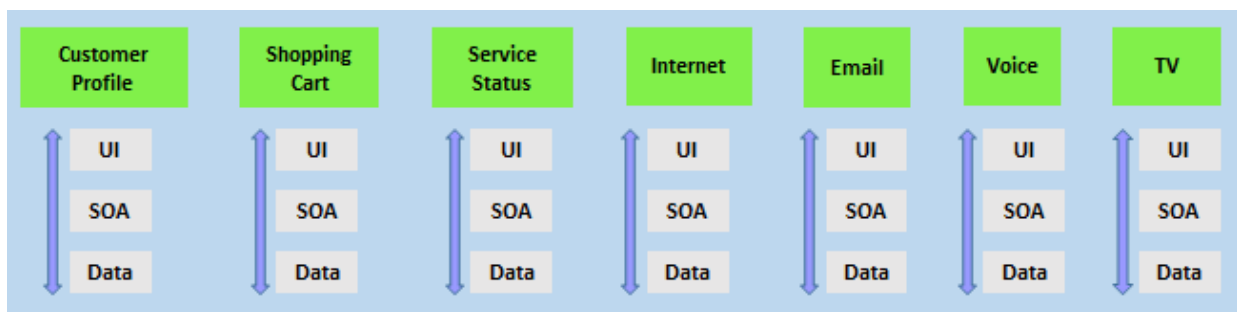 Customer
Profile
Shopping
Cart
Service
Status
Internet
Email
Voice
TV
UI
UI
UI
UI
UI
UI
UI
SOA
SOA
SOA
SOA
SOA
SOA
SOA
Data
Data
Data
Data
Data
Data
Data